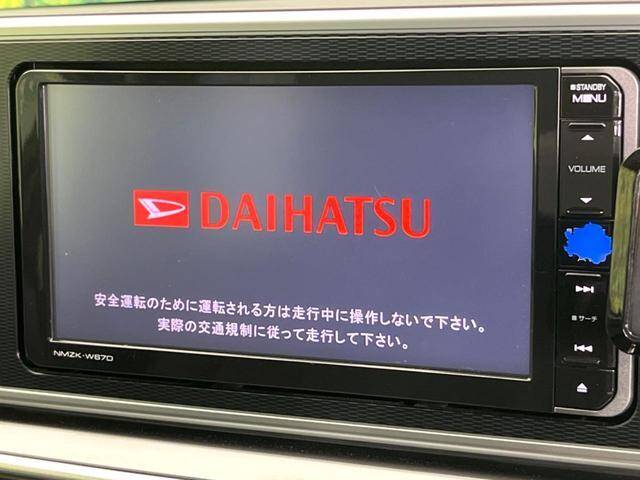 STANDBY
MENU
VOLUME
DAIHATSU
安全運転のために運転される方は走行中に操作しないで下さい。
実際の交通規制に従って走行して下さい。
サーチ
NMZK-W67D